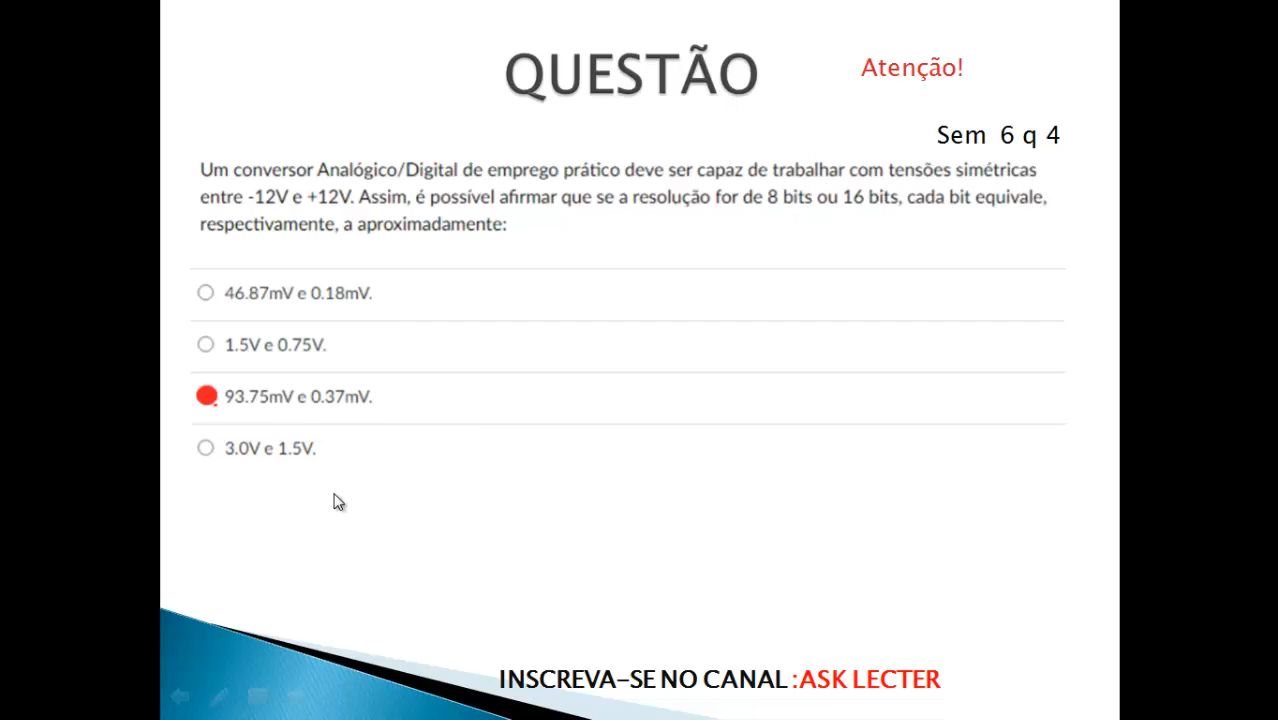 QUESTÃO
Atenção!
Sem 6 q 4
Um conversor Analógico/Digital de emprego prático deve ser capaz de trabalhar com tensões simétricas
entre -12V e +12V. Assim, é possível afirmar que se a resolução for de 8 bits ou 16 bits, cada bit equivale,
respectivamente, a aproximadamente:
46.87mV e 0.18mV.
1.5V e 0.75V.
93.75mV e 0.37mV.
3.0V e 1.5V.
INSCREVA-SE NO CANAL :ASK LECTER